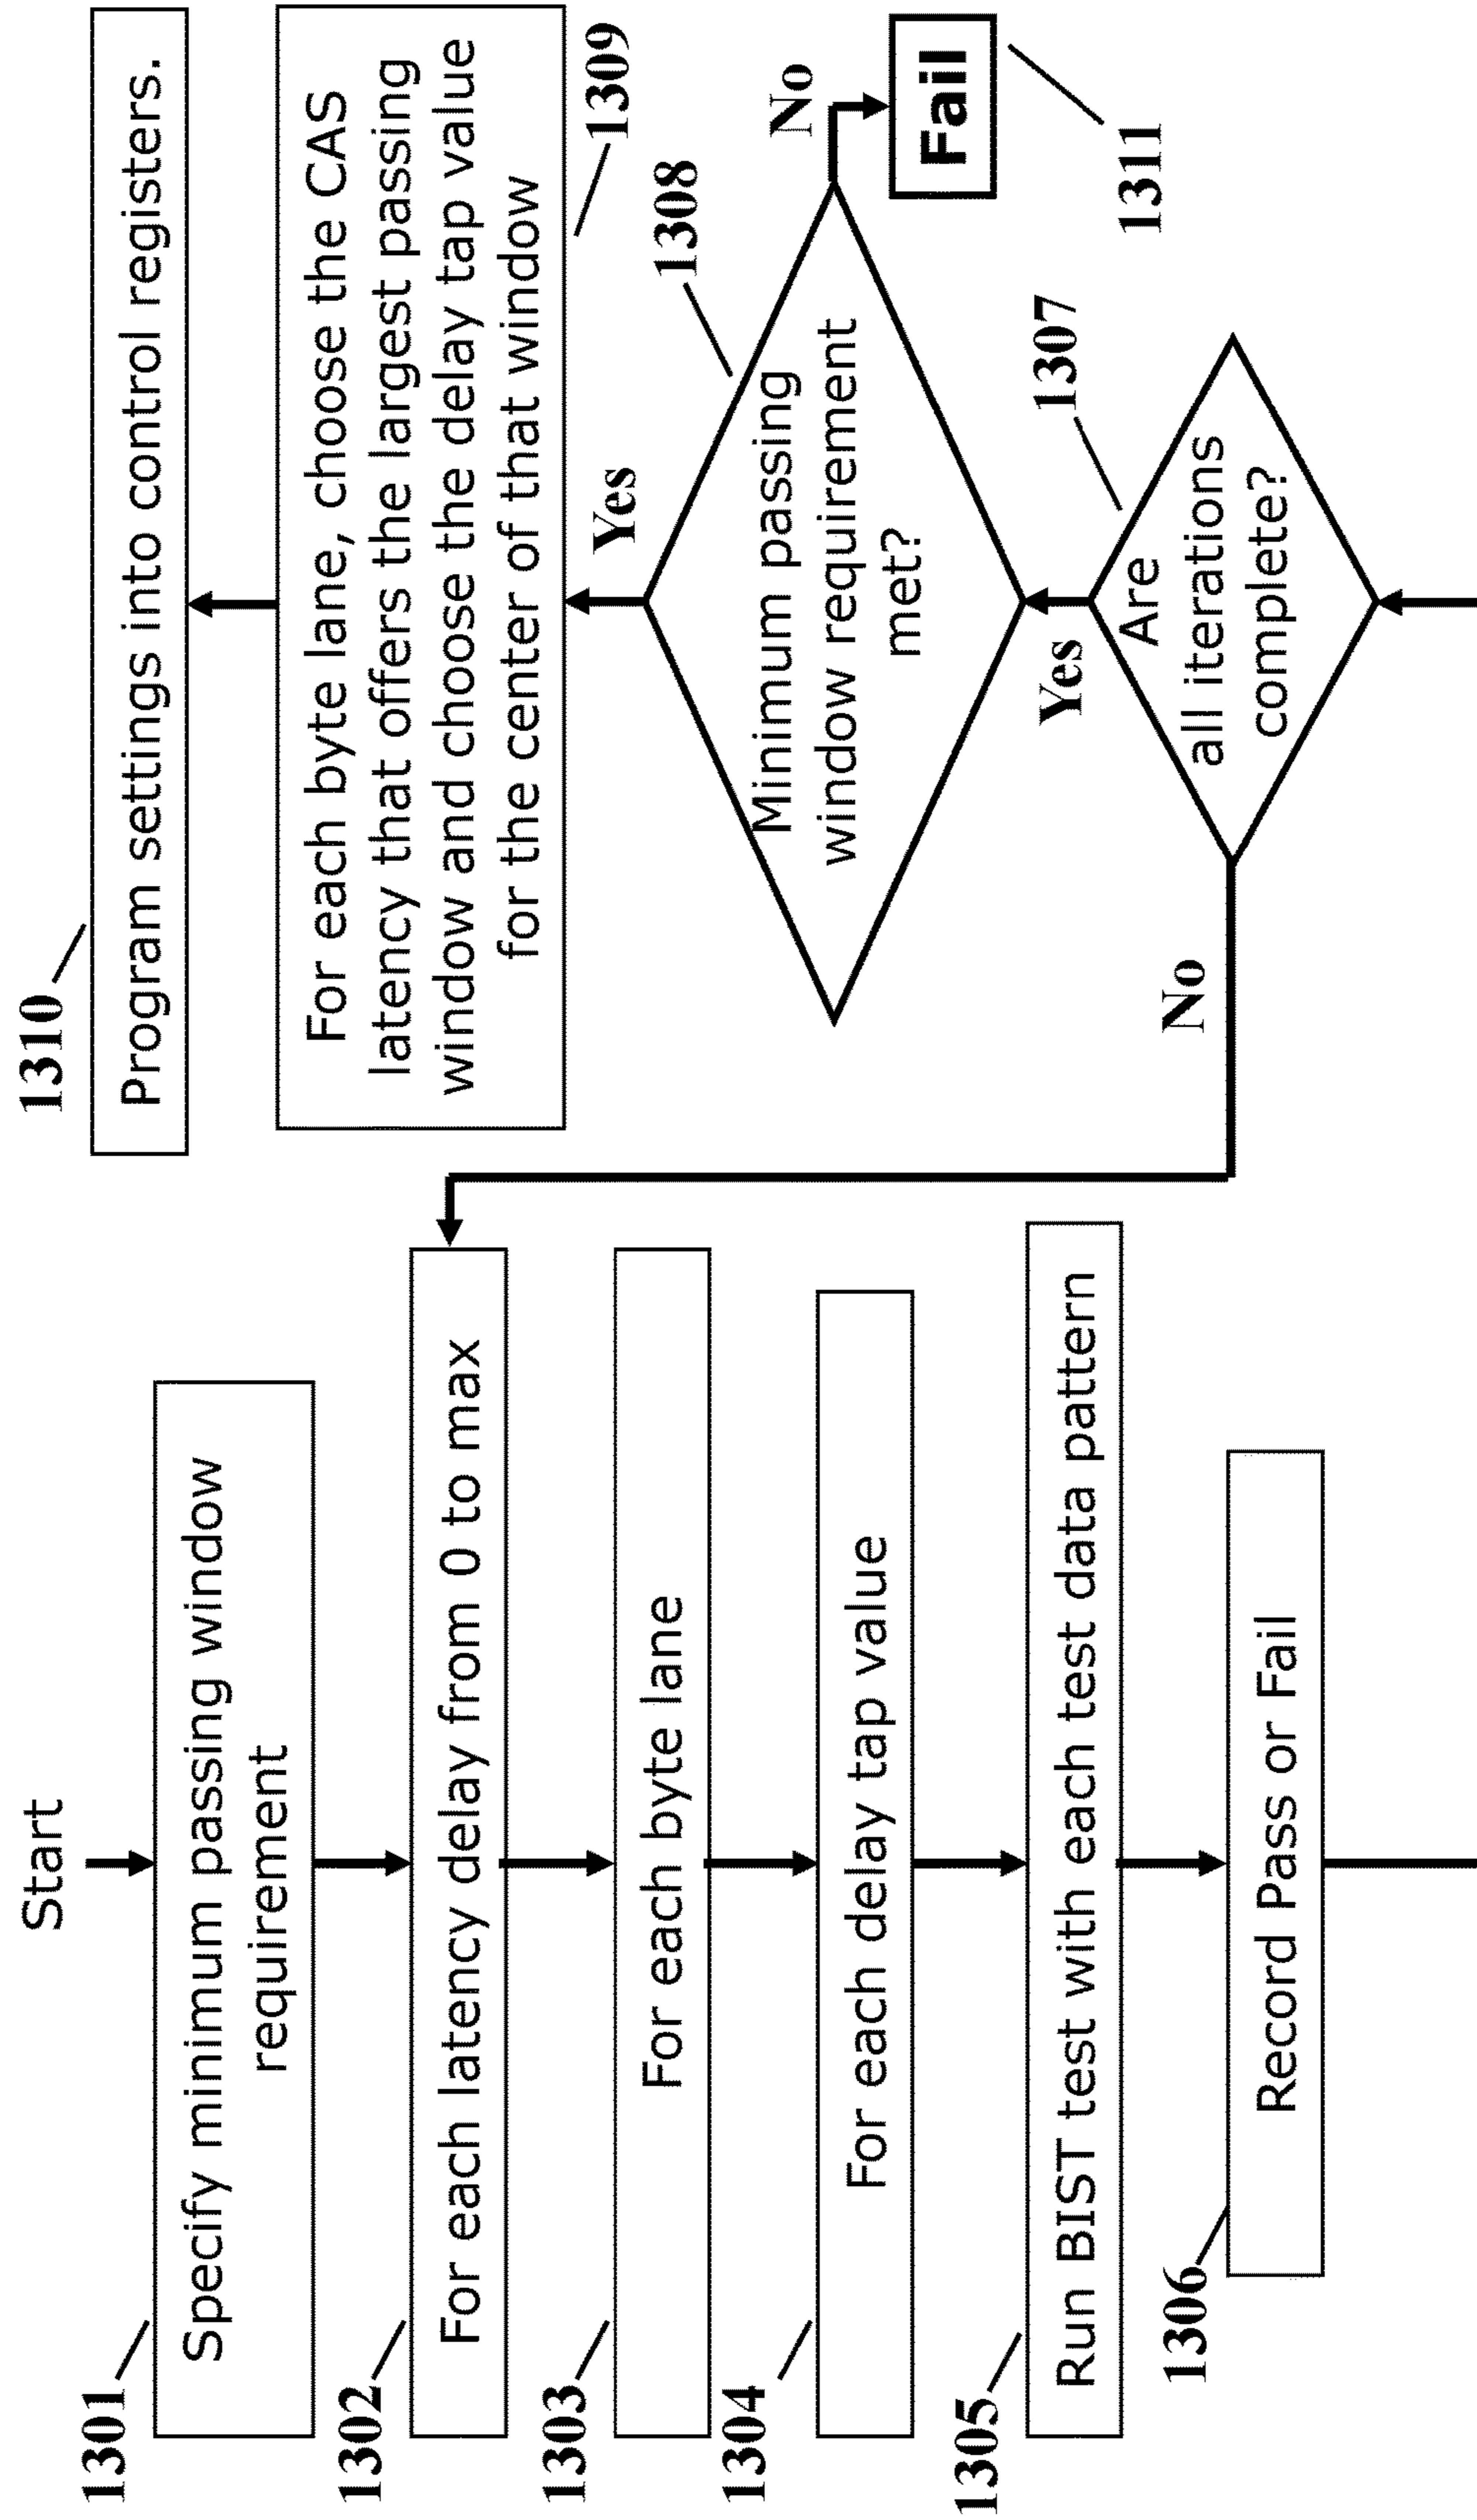 Start
1301
Specify minimum passing window
requirement
1302
For each latency delay from 0 to max
1303
For each byte lane
1304
For each delay tap value
1305
Run BIST test with each test data pattern
1306
Record Pass or Fail
1310
Program settings into control registers.
For each byte lane, choose the CAS
latency that offers the largest passing
window and choose the delay tap value
for the center of that window
1309
Yes
1308
Minimum passing
window requirement
met?
No
Fail
1311
Yes
1307
Are
all iterations
complete?
No